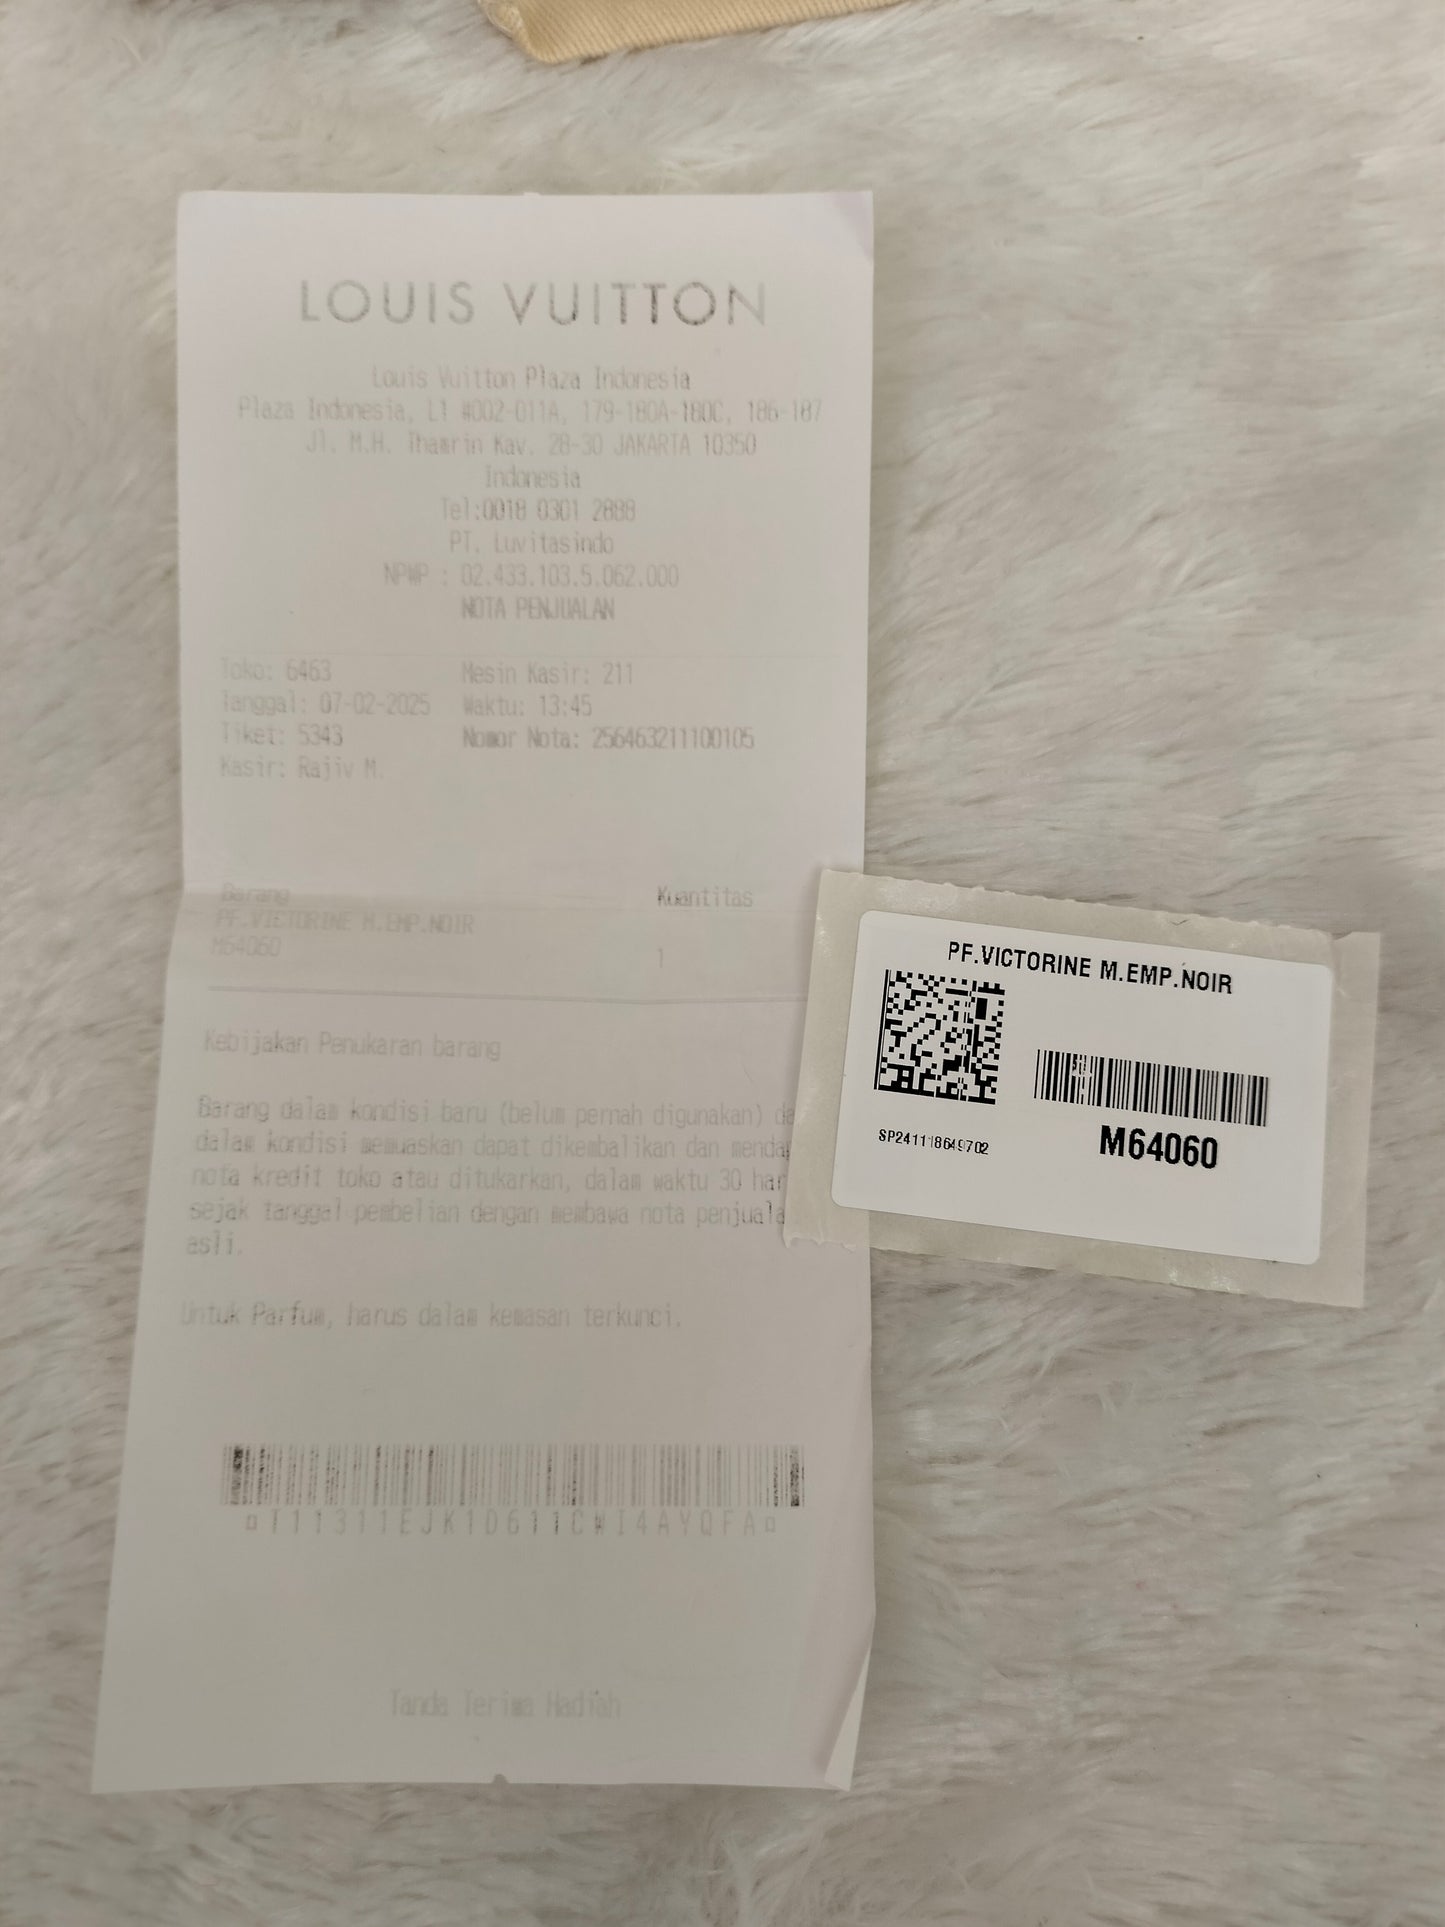 LOUIS VUITTON
Louis Vuitton Plaza Indonesia
Plaza Indonesia, L1 #002-011A, 179-180A-180C, 186-187
Jl. M.H. Thamrin Kav. 28-30 JAKARTA 10350
Indonesia
Tel:0018 0301 2888
PT. Luvitasindo
NPWP : 02.433.103.5.062.000
NOTA PENJUALAN
Toko: 6463 Mesin Kasir: 211
Tanggal: 07-02-2025 Waktu: 13:45
Tiket: 5343 Nomor Nota: 256463211100105
Kasir: Rajiv M.
Barang Kuantitas
PF.VICTORINE M.EMP.NOIR
M64060 1
Kebijakan Penukaran barang
Barang dalam kondisi baru (belum pernah digunakan) da
dalam kondisi memuaskan dapat dikembalikan dan menda
nota kredit toko atau ditukarkan, dalam waktu 30 har
sejak tanggal pembelian dengan membawa nota penjuala
asli.
Untuk Parfum, harus dalam kemasan terkunci.
¤T11311EJK1D611CWI4AYQFA¤
Tanda Terima Hadiah
PF.VICTORINE M.EMP.NOIR
SP241118649702
M64060